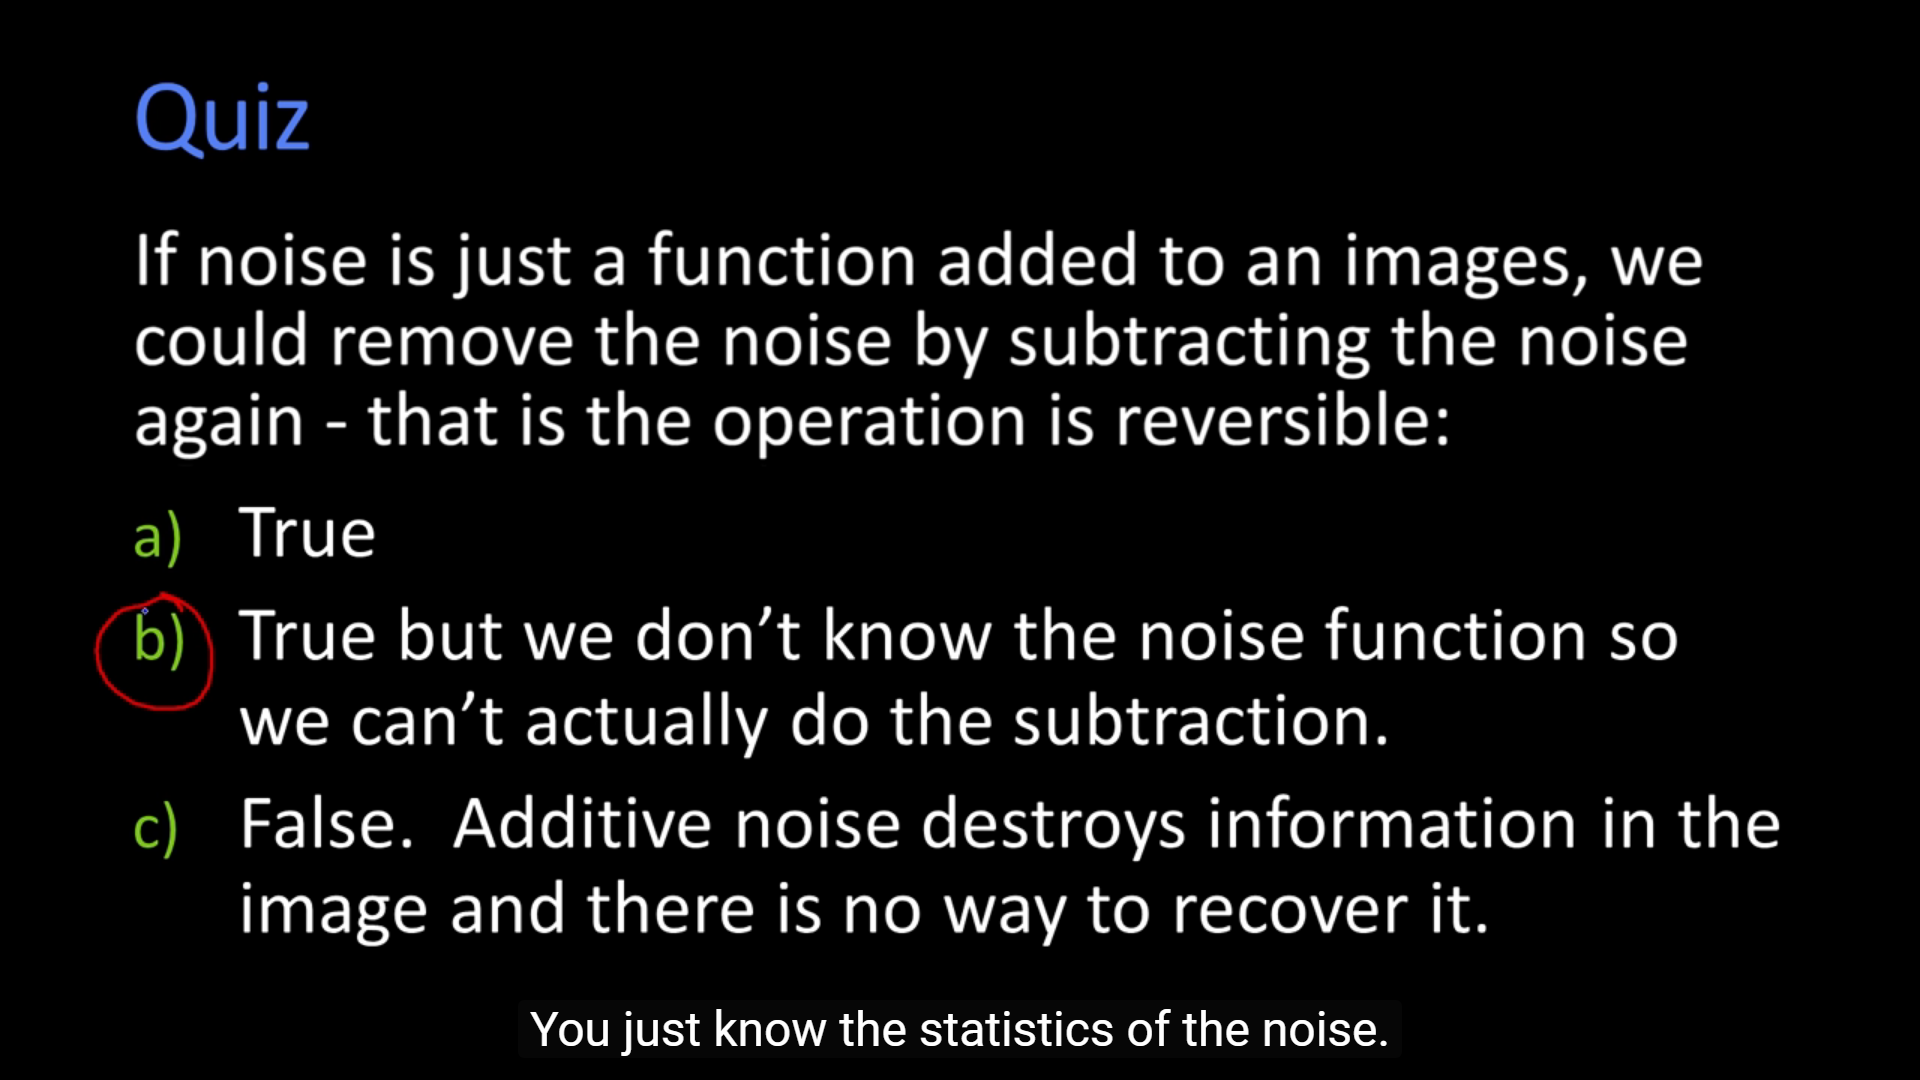 Quiz
If noise is just a function added to an images, we
could remove the noise by subtracting the noise
again - that is the operation is reversible:
a) True
b) True but we don’t know the noise function so
we can’t actually do the subtraction.
c) False.  Additive noise destroys information in the
image and there is no way to recover it.
You just know the statistics of the noise.